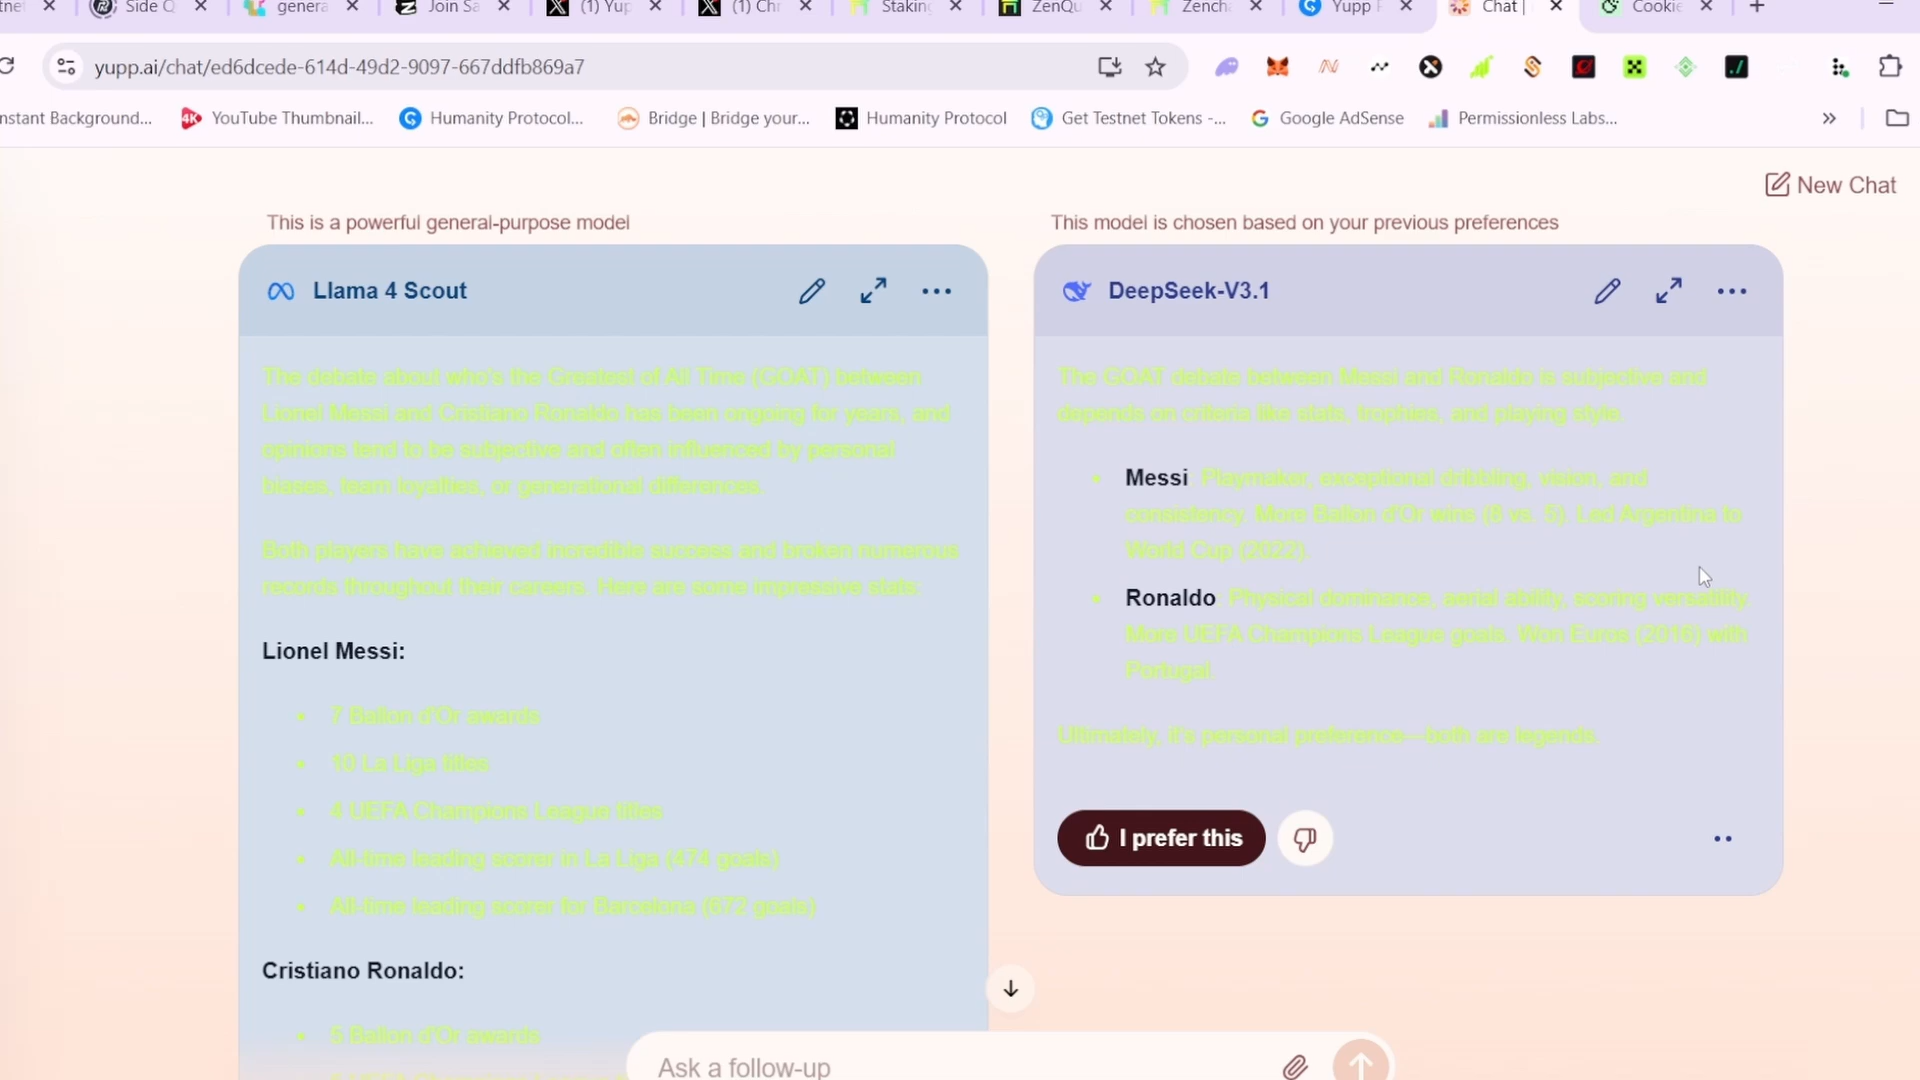 Side Q
genera
Join Sa
(1) Yup
(1) Chr
Staking
ZenQu
Zencha
Yupp F
Chat |
Cookie
yupp.ai/chat/ed6dcede-614d-49d2-9097-667ddfb869a7
nstant Background...
YouTube Thumbnail...
Humanity Protocol...
Bridge | Bridge your...
Humanity Protocol
Get Testnet Tokens -...
Google AdSense
Permissionless Labs...
New Chat
This is a powerful general-purpose model
Llama 4 Scout
The debate about who's the Greatest of All Time (GOAT) between
Lionel Messi and Cristiano Ronaldo has been ongoing for years, and
opinions tend to be subjective and often influenced by personal
biases, team loyalties, or generational differences.
Both players have achieved incredible success and broken numerous
records throughout their careers. Here are some impressive stats:
Lionel Messi:
• 7 Ballon d'Or awards
• 10 La Liga titles
• 4 UEFA Champions League titles
• All-time leading scorer in La Liga (474 goals)
• All-time leading scorer for Barcelona (672 goals)
Cristiano Ronaldo:
• 5 Ballon d'Or awards
This model is chosen based on your previous preferences
DeepSeek-V3.1
The GOAT debate between Messi and Ronaldo is subjective and
depends on criteria like stats, trophies, and playing style.
• Messi: Playmaker, exceptional dribbling, vision, and
consistency. More Ballon d'Or wins (8 vs. 5). Led Argentina to
World Cup (2022).
• Ronaldo: Physical dominance, aerial ability, scoring versatility.
More UEFA Champions League goals. Won Euros (2016) with
Portugal.
Ultimately, it's personal preference—both are legends.
I prefer this
Ask a follow-up